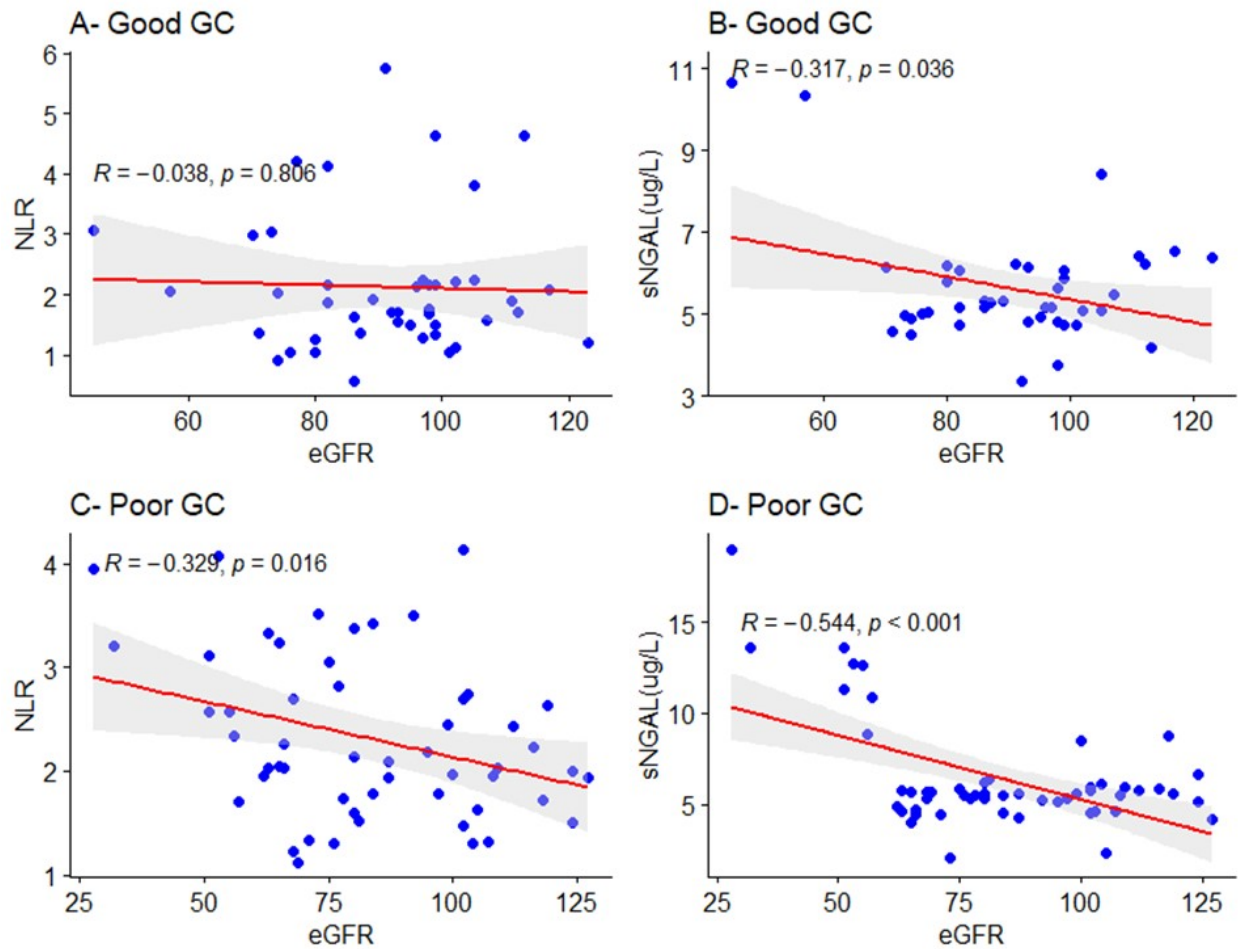 A- Good GC
6
5
4
3
2
1
NLR
R = −0.038, p = 0.806
60 80 100 120
eGFR
B- Good GC
11
9
7
5
3
sNGAL(ug/L)
R = −0.317, p = 0.036
60 80 100 120
eGFR
C- Poor GC
4
3
2
1
NLR
R = −0.329, p = 0.016
25 50 75 100 125
eGFR
D- Poor GC
15
10
5
sNGAL(ug/L)
R = −0.544, p < 0.001
25 50 75 100 125
eGFR